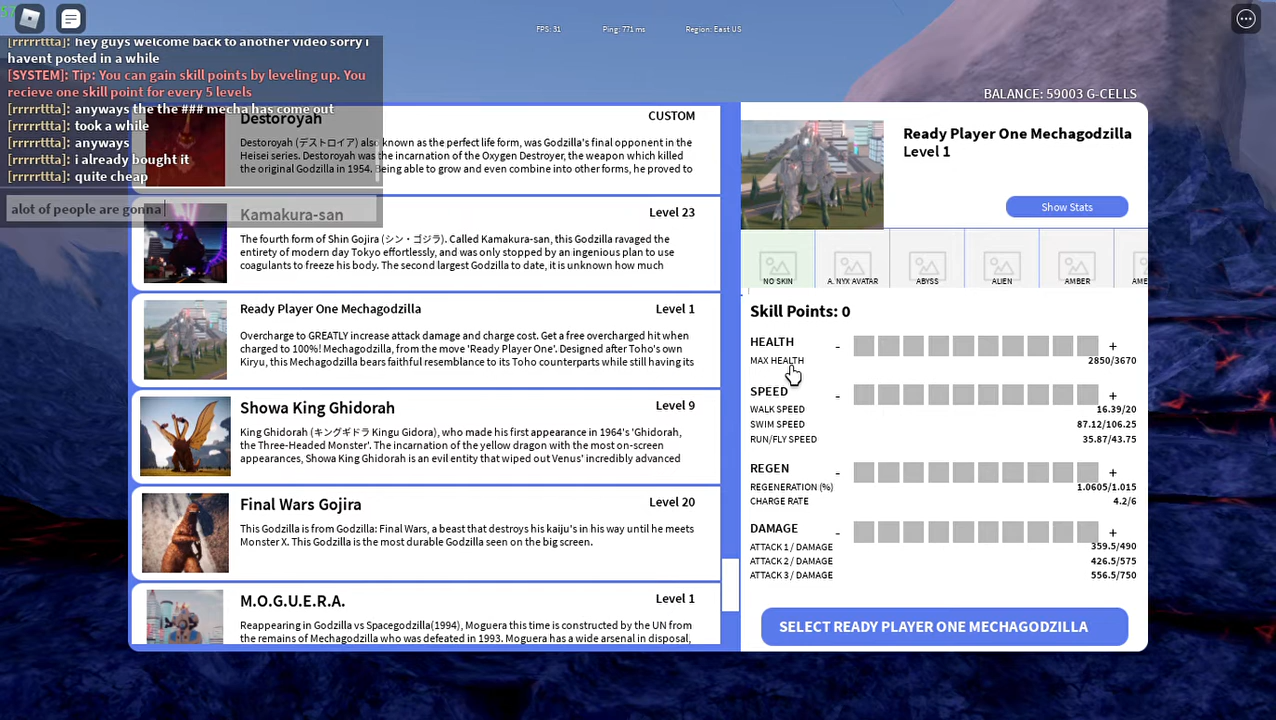 57
FPS: 31
Ping: 771 ms
Region: East US
[rrrrrttta]: hey guys welcome back to another video sorry i
havent posted in a while
[SYSTEM]: Tip: You can gain skill points by leveling up. You
recieve one skill point for every 5 levels
[rrrrrttta]: anyways the the ### mecha has come out
[rrrrrttta]: took a while
[rrrrrttta]: anyways
[rrrrrttta]: i already bought it
[rrrrrttta]: quite cheap
alot of people are gonna
BALANCE: 59003 G-CELLS
Destoroyah
CUSTOM
Destoroyah (デストロイア) also known as the perfect life form, was Godzilla's final opponent in the
Heisei series. Destoroyah was the incarnation of the Oxygen Destroyer, the weapon which killed
the original Godzilla in 1954. Being able to grow and even combine into other forms, he proved to
Kamakura-san
Level 23
The fourth form of Shin Gojira (シン・ゴジラ). Called Kamakura-san, this Godzilla ravaged the
entirety of modern day Tokyo effortlessly, and was only stopped by an ingenious plan to use
coagulants to freeze his body. The second largest Godzilla to date, it is unknown how much
Ready Player One Mechagodzilla
Level 1
Overcharge to GREATLY increase attack damage and charge cost. Get a free overcharged hit when
charged to 100%! Mechagodzilla, from the move 'Ready Player One'. Designed after Toho's own
Kiryu, this Mechagodzilla bears faithful resemblance to its Toho counterparts while still having its
Showa King Ghidorah
Level 9
King Ghidorah (キングギドラ Kingu Gidora), who made his first appearance in 1964's 'Ghidorah,
the Three-Headed Monster'. The incarnation of the yellow dragon with the most on-screen
appearances, Showa King Ghidorah is an evil entity that wiped out Venus' incredibly advanced
Final Wars Gojira
Level 20
This Godzilla is from Godzilla: Final Wars, a beast that destroys his kaiju's in his way until he meets
Monster X. This Godzilla is the most durable Godzilla seen on the big screen.
M.O.G.U.E.R.A.
Level 1
Reappearing in Godzilla vs Spacegodzilla(1994), Moguera this time is constructed by the UN from
the remains of Mechagodzilla who was defeated in 1993. Moguera has a wide arsenal in disposal,
Ready Player One Mechagodzilla
Level 1
Show Stats
NO SKIN
A. NYX AVATAR
ABYSS
ALIEN
AMBER
AME
Skill Points: 0
HEALTH
- +
MAX HEALTH 2850/3670
SPEED
- +
WALK SPEED 16.39/20
SWIM SPEED 87.12/106.25
RUN/FLY SPEED 35.87/43.75
REGEN
- +
REGENERATION (%) 1.0605/1.015
CHARGE RATE 4.2/6
DAMAGE
- +
ATTACK 1 / DAMAGE 359.5/490
ATTACK 2 / DAMAGE 426.5/575
ATTACK 3 / DAMAGE 556.5/750
SELECT READY PLAYER ONE MECHAGODZILLA